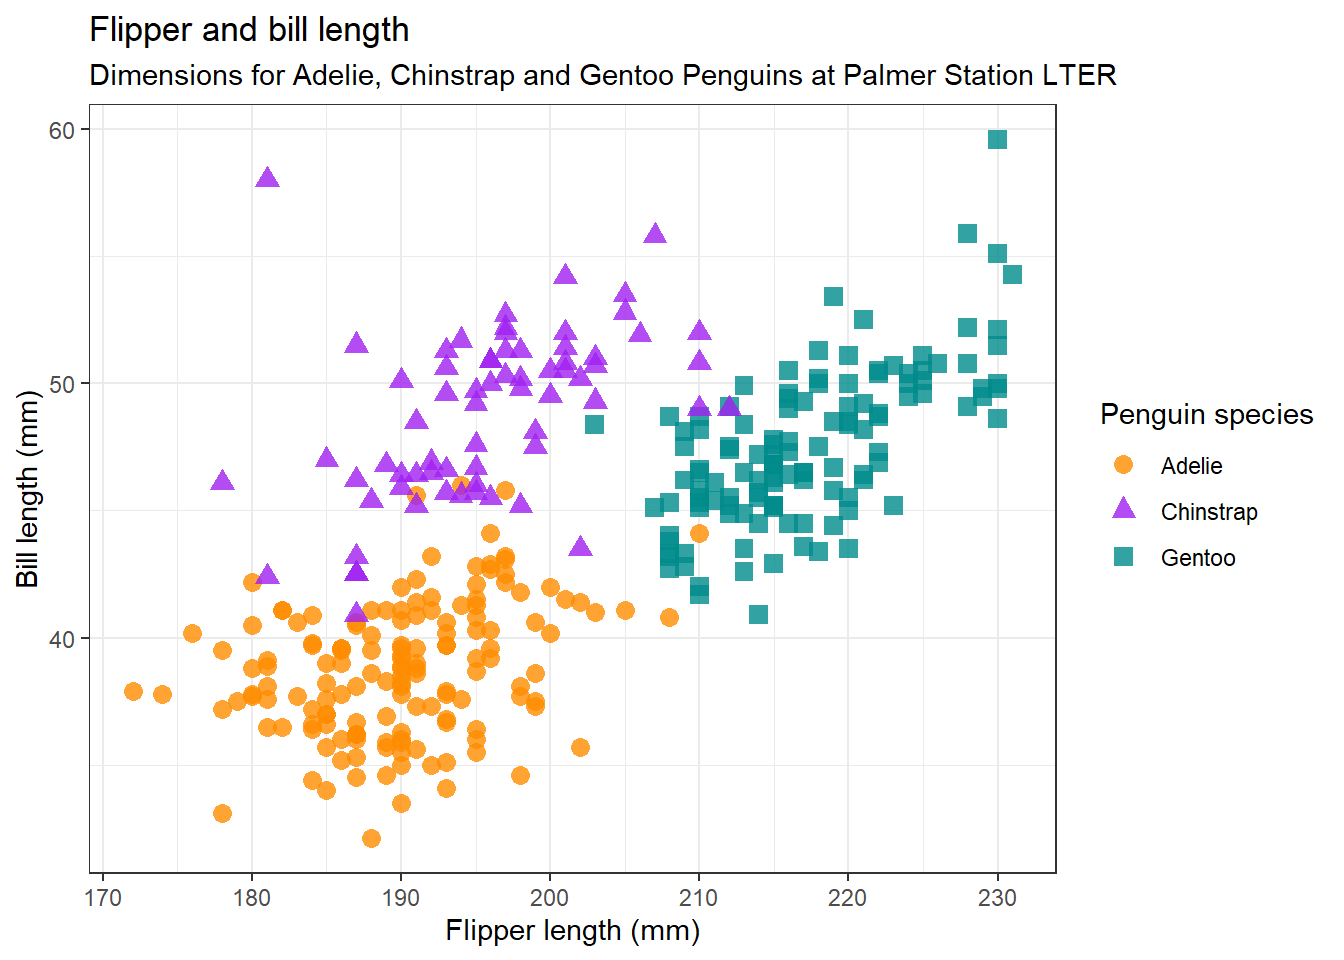 Flipper and bill length
Dimensions for Adelie, Chinstrap and Gentoo Penguins at Palmer Station LTER
60
50
40
Bill length (mm)
170 180 190 200 210 220 230
Flipper length (mm)
Penguin species
Adelie
Chinstrap
Gentoo